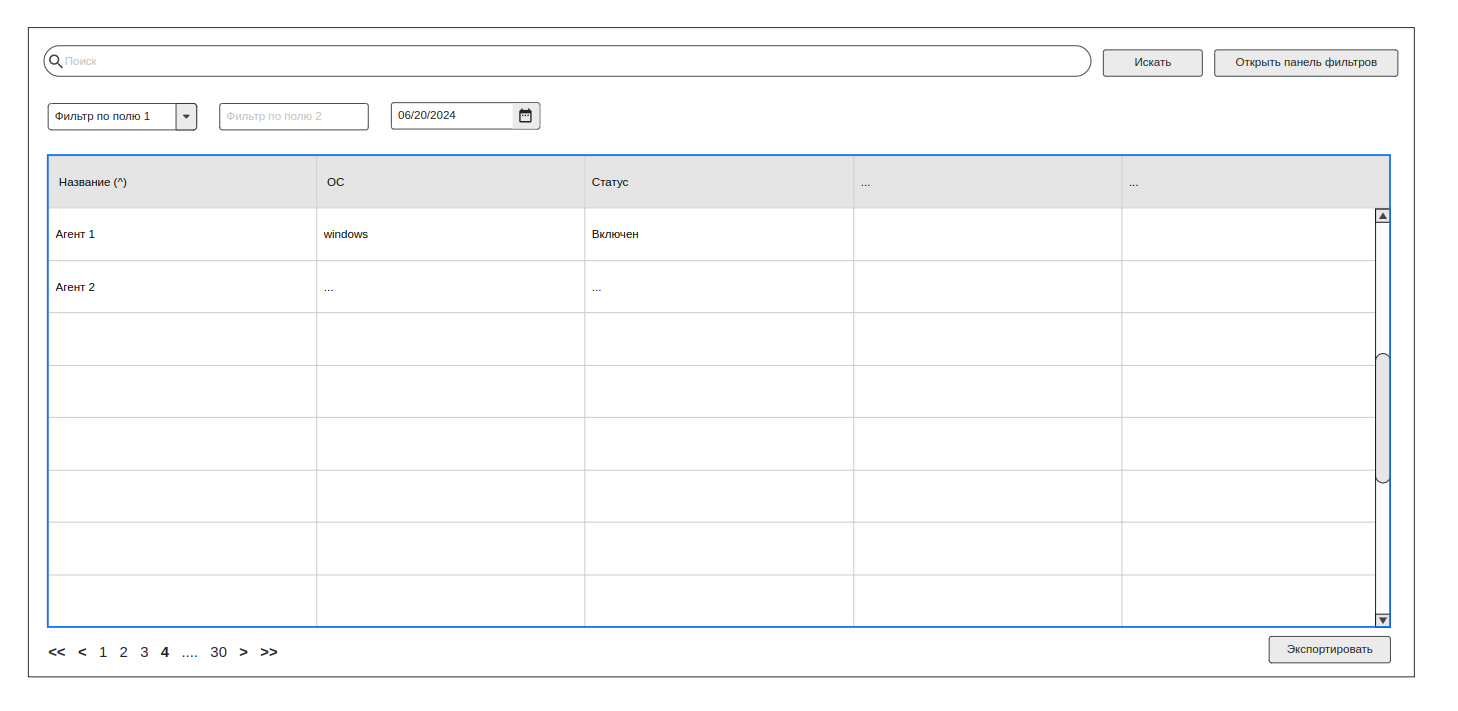 Поиск
Искать
Открыть панель фильтров
Фильтр по полю 1
Фильтр по полю 2
06/20/2024
Название (^) ОС Статус ... ...
Агент 1 windows Включен
Агент 2 ... ...
<< < 1 2 3 4 .... 30 > >>
Экспортировать